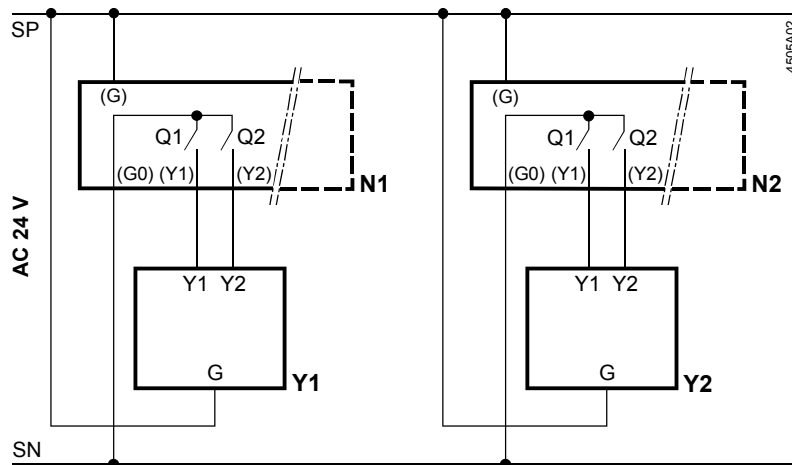 SP
4505A02
(G)
(G)
Q1 Q2
Q1 Q2
(G0) (Y1) (Y2)
N1
(G0) (Y1) (Y2)
N2
AC 24 V
Y1 Y2
Y1 Y2
G
Y1
G
Y2
SN